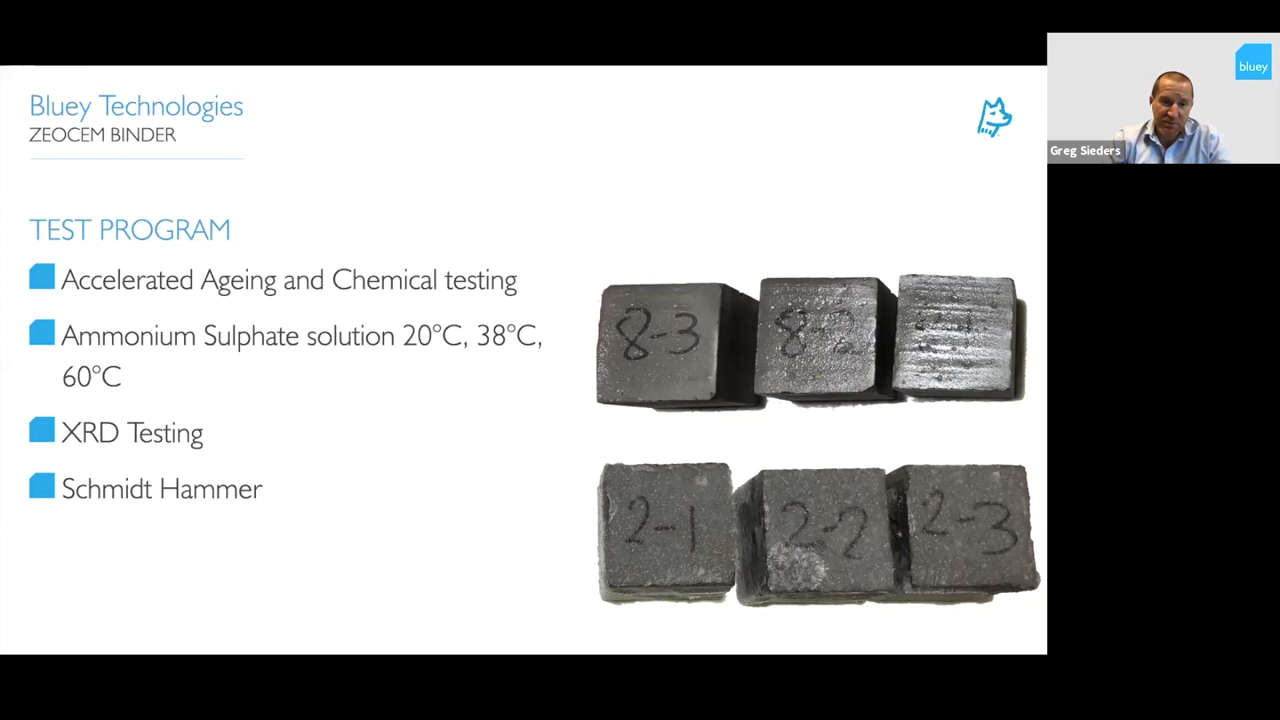 Bluey Technologies
ZEOCEM BINDER
TEST PROGRAM
Accelerated Ageing and Chemical testing
Ammonium Sulphate solution 20°C, 38°C,
60°C
XRD Testing
Schmidt Hammer
8-3
8-2
2-1
2-2
2-3
bluey
Greg Sieders